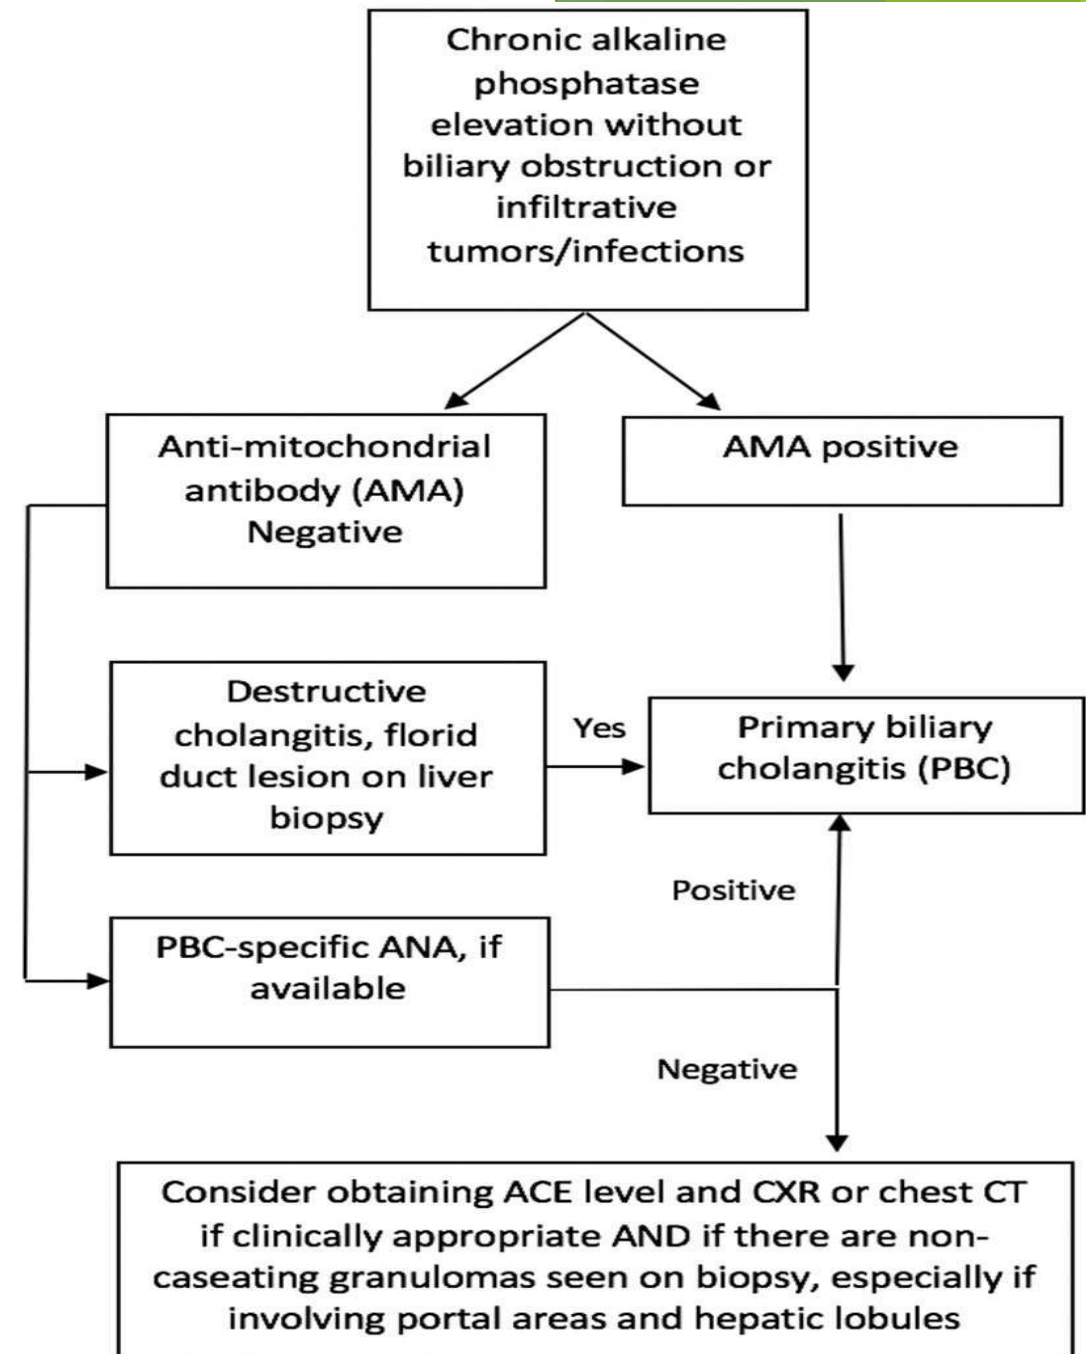 Chronic alkaline
phosphatase
elevation without
biliary obstruction or
infiltrative
tumors/infections
Anti-mitochondrial
antibody (AMA)
Negative
AMA positive
Destructive
cholangitis, florid
duct lesion on liver
biopsy
Yes
Primary biliary
cholangitis (PBC)
Positive
PBC-specific ANA, if
available
Negative
Consider obtaining ACE level and CXR or chest CT
if clinically appropriate AND if there are non-
caseating granulomas seen on biopsy, especially if
involving portal areas and hepatic lobules